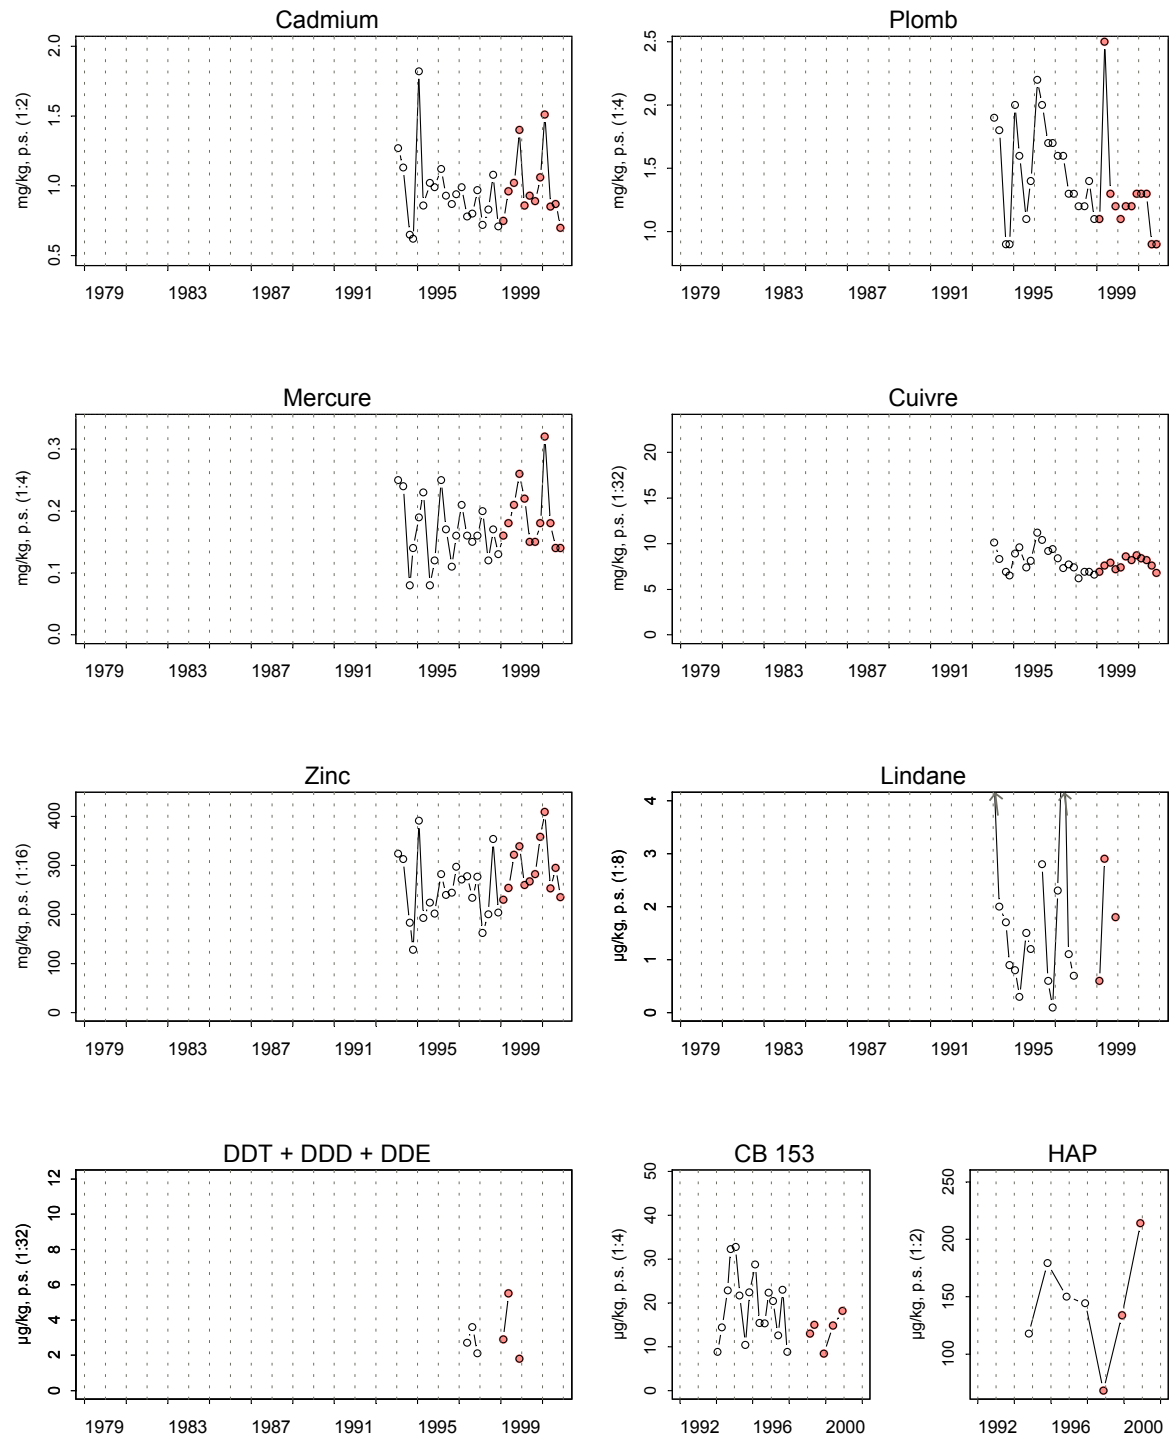 Cadmium
mg/kg, p.s. (1:2)
2.0
1.5
1.0
0.5
1979 1983 1987 1991 1995 1999
Plomb
mg/kg, p.s. (1:4)
2.5
2.0
1.5
1.0
1979 1983 1987 1991 1995 1999
Mercure
mg/kg, p.s. (1:4)
0.3
0.2
0.1
0.0
1979 1983 1987 1991 1995 1999
Cuivre
mg/kg, p.s. (1:32)
20
15
10
5
0
1979 1983 1987 1991 1995 1999
Zinc
mg/kg, p.s. (1:16)
400
300
200
100
0
1979 1983 1987 1991 1995 1999
Lindane
µg/kg, p.s. (1:8)
4
3
2
1
0
1979 1983 1987 1991 1995 1999
DDT + DDD + DDE
µg/kg, p.s. (1:32)
12
10
8
6
4
2
0
1979 1983 1987 1991 1995 1999
CB 153
µg/kg, p.s. (1:4)
50
40
30
20
10
0
1992 1996 2000
HAP
µg/kg, p.s. (1:2)
250
200
150
100
1992 1996 2000